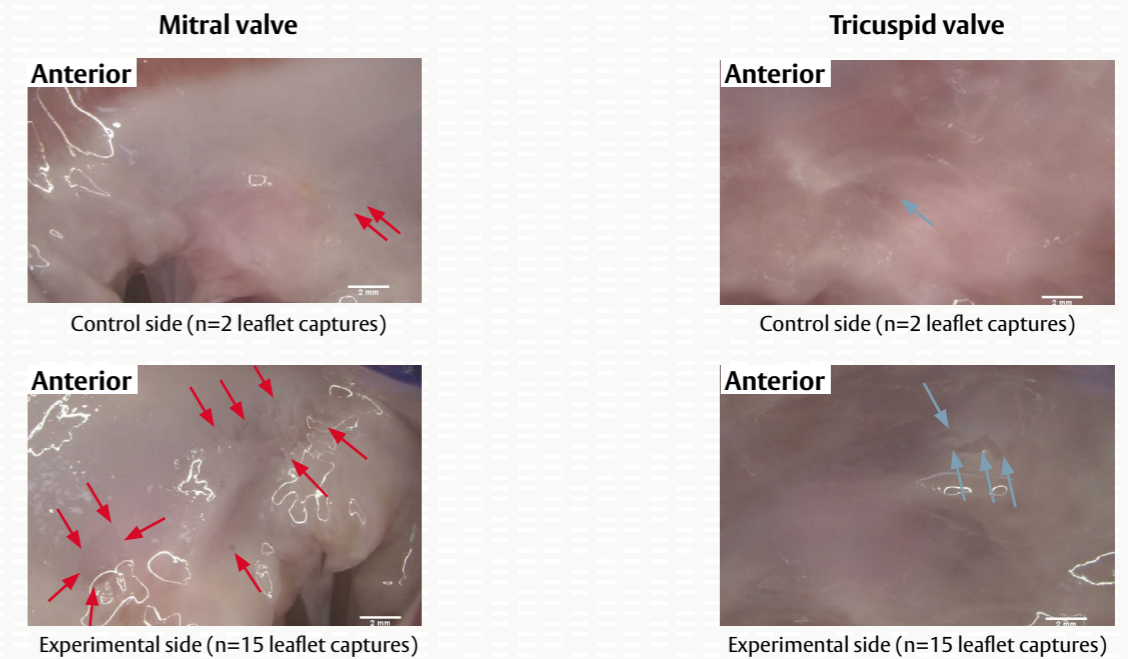 Mitral valve
Tricuspid valve
Anterior
Anterior
2 mm
2 mm
Control side (n=2 leaflet captures)
Control side (n=2 leaflet captures)
Anterior
Anterior
2 mm
2 mm
Experimental side (n=15 leaflet captures)
Experimental side (n=15 leaflet captures)